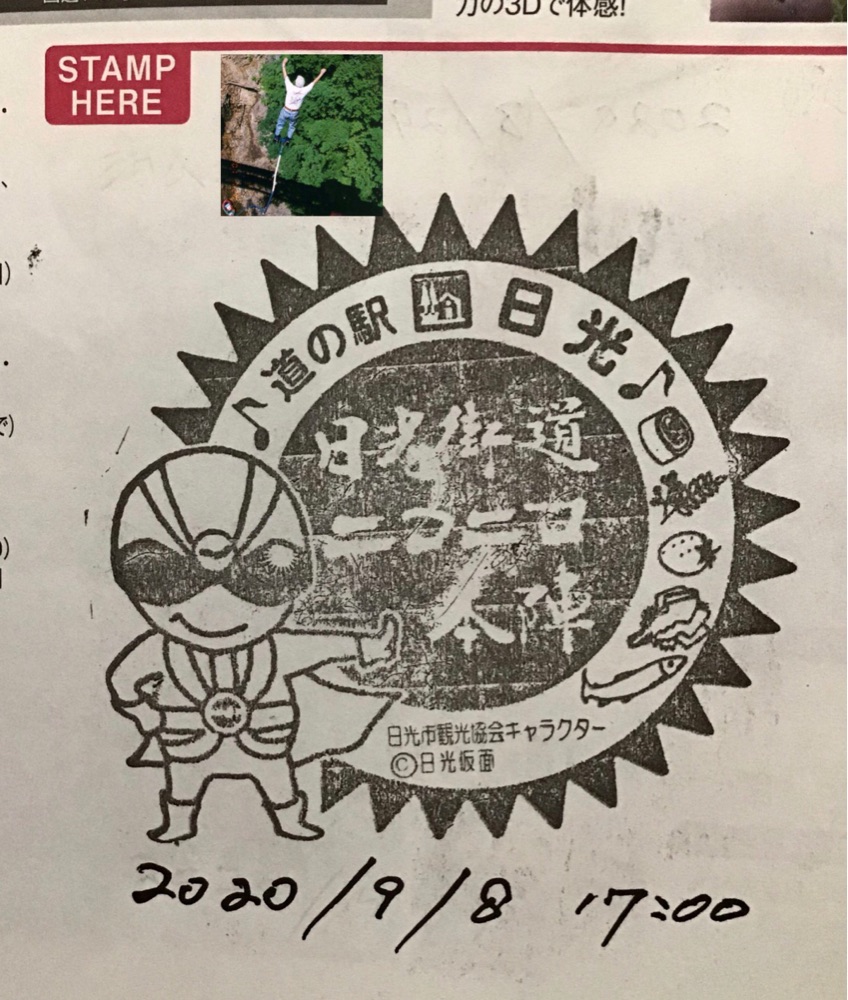 力の3Dで体感!
STAMP
HERE
♪道の駅 日光♪
日光街道
ニコニコ
本陣
日光市観光協会キャラクター
©日光仮面
2020/9/8 17:00